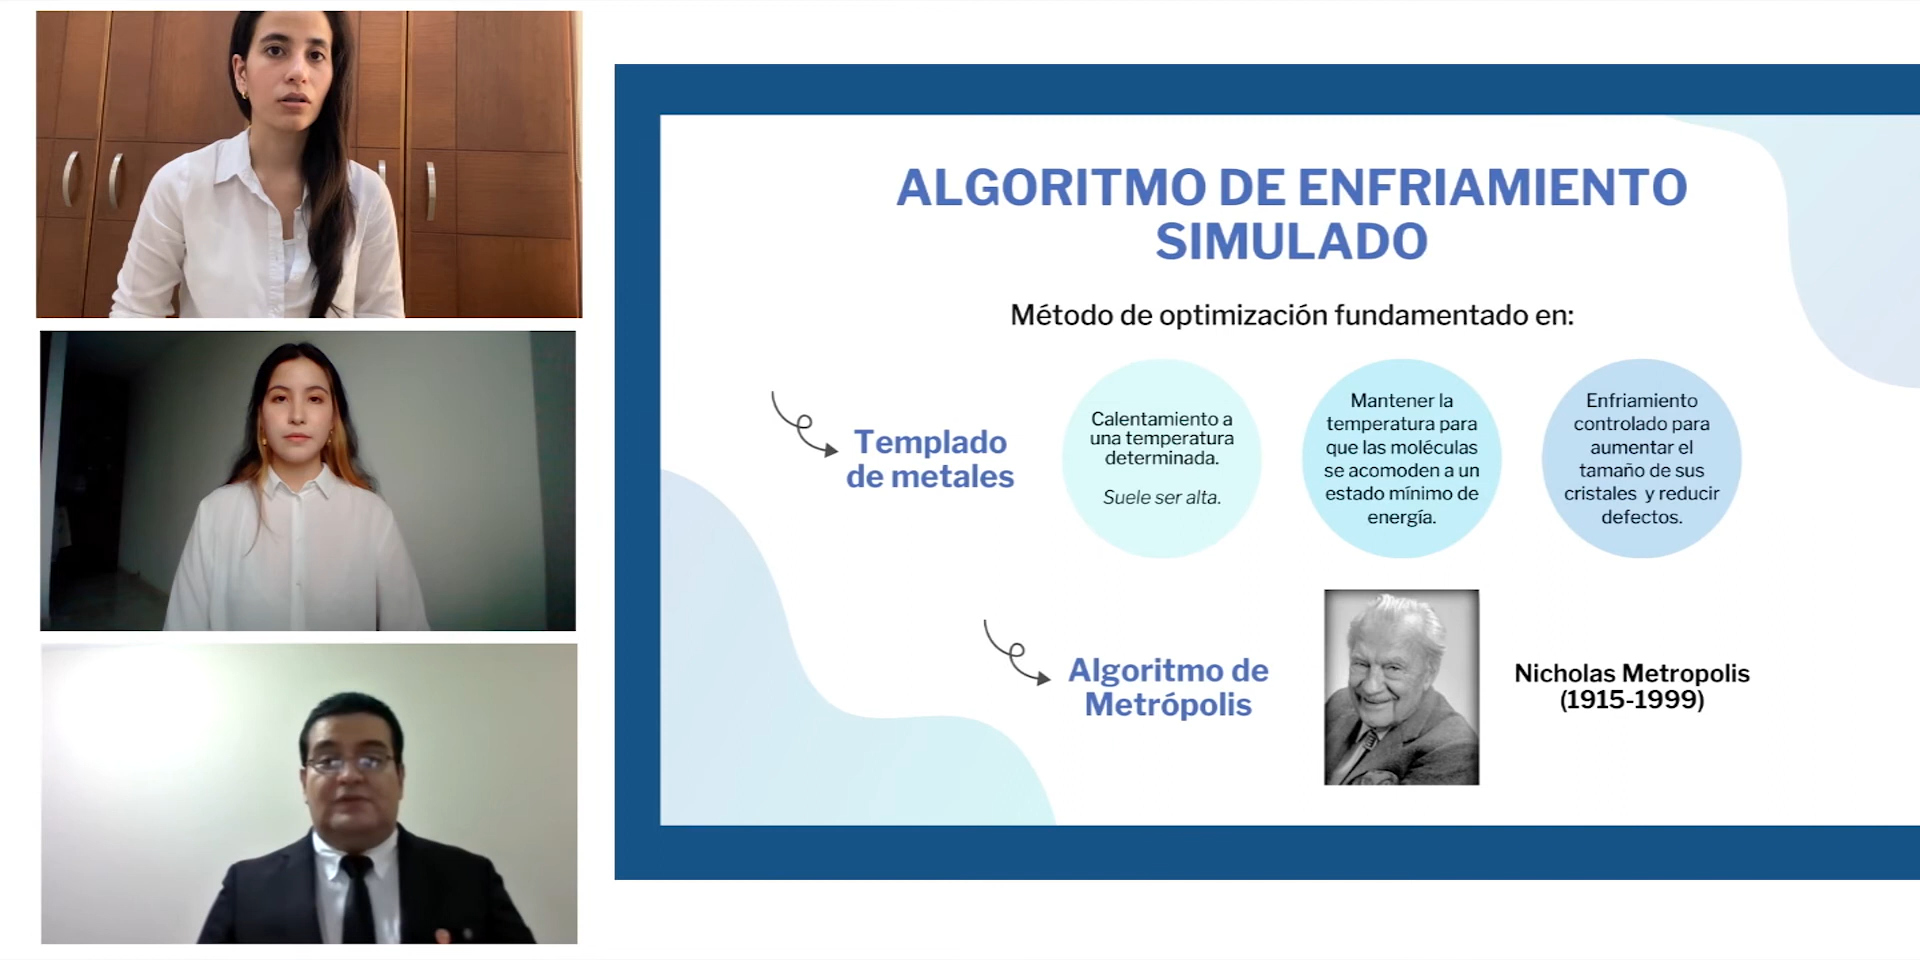 ALGORITMO DE ENFRIAMIENTO
SIMULADO
Método de optimización fundamentado en:
Templado
de metales
Calentamiento a
una temperatura
determinada.
Suele ser alta.
Mantener la
temperatura para
que las moléculas
se acomoden a un
estado mínimo de
energía.
Enfriamiento
controlado para
aumentar el
tamaño de sus
cristales y reducir
defectos.
Algoritmo de
Metrópolis
Nicholas Metropolis
(1915-1999)